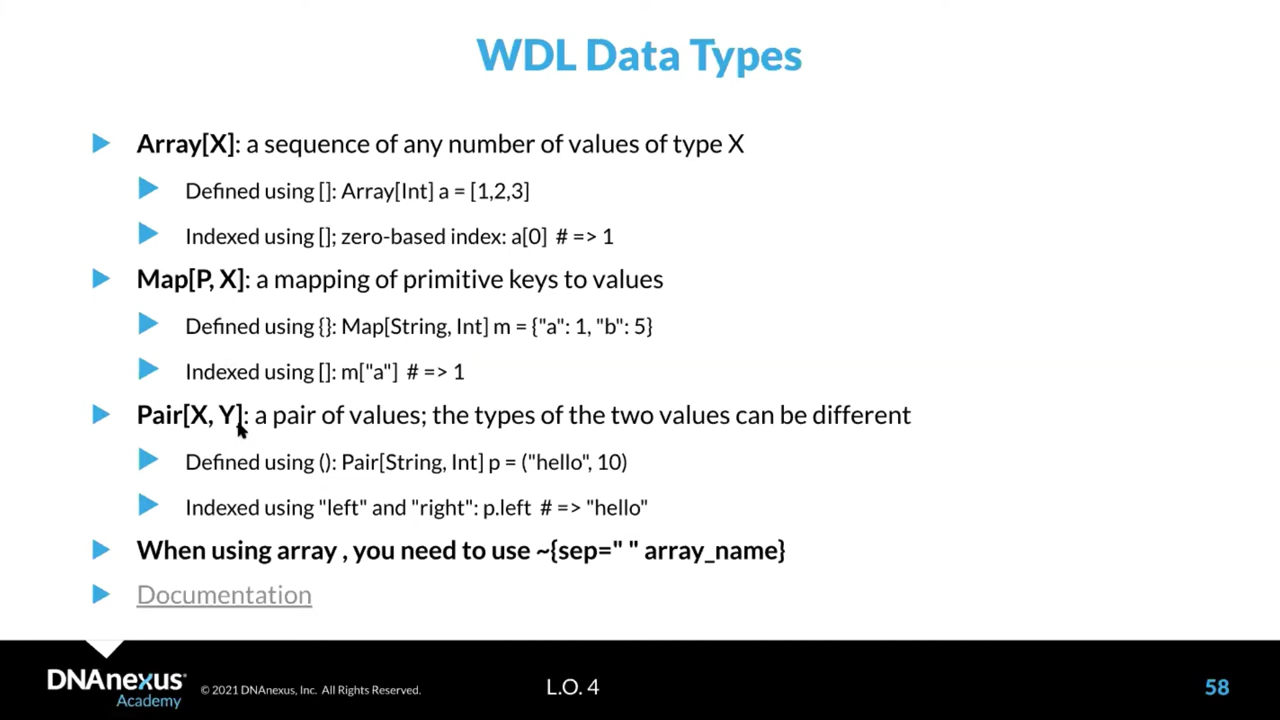 WDL Data Types
Array[X]: a sequence of any number of values of type X
Defined using []: Array[Int] a = [1,2,3]
Indexed using []; zero-based index: a[0]  # => 1
Map[P, X]: a mapping of primitive keys to values
Defined using {}: Map[String, Int] m = {"a": 1, "b": 5}
Indexed using []: m["a"]  # => 1
Pair[X, Y]: a pair of values; the types of the two values can be different
Defined using (): Pair[String, Int] p = ("hello", 10)
Indexed using "left" and "right": p.left  # => "hello"
When using array , you need to use ~{sep=" " array_name}
Documentation
DNAnexus
Academy
© 2021 DNAnexus, Inc. All Rights Reserved.
L.O. 4
58